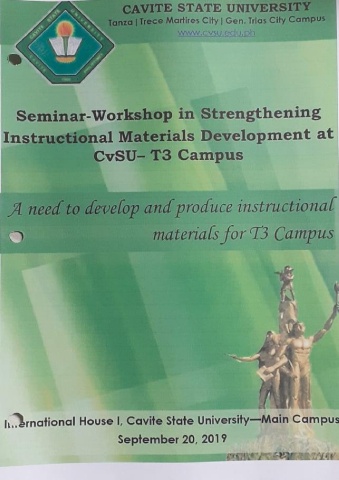 CAVITE STATE UNIVERSITY
Tanza | Trece Martires City | Gen. Trias City Campus
www.cvsu.edu.ph
Seminar-Workshop in Strengthening
Instructional Materials Development at
CvSU– T3 Campus
A need to develop and produce instructional
materials for T3 Campus
International House I, Cavite State University—Main Campus
September 20, 2019